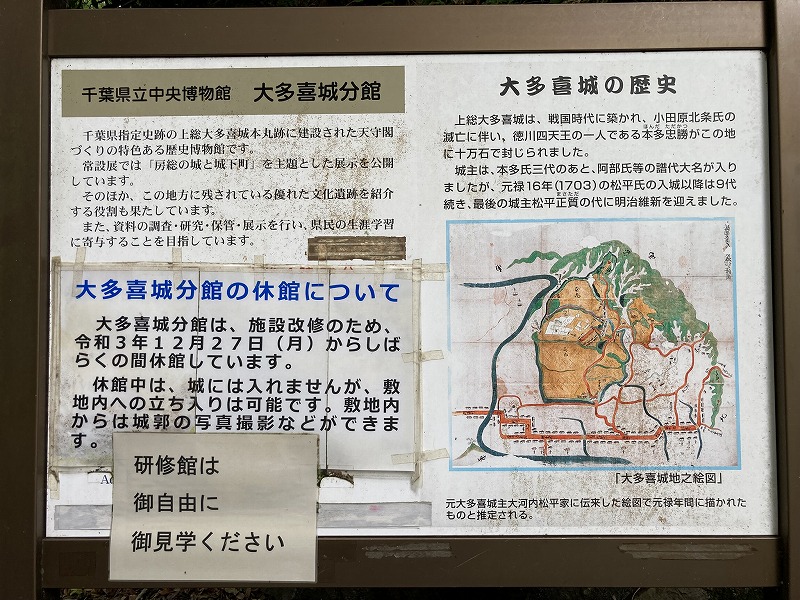 千葉県立中央博物館 大多喜城分館
千葉県指定史跡の上総大多喜城本丸跡に建設された天守閣
づくりの特色ある歴史博物館です。
常設展では「房総の城と城下町」を主題とした展示を公開
しています。
そのほか、この地方に残されている優れた文化遺跡を紹介
する役割も果たしています。
また、資料の調査・研究・保管・展示を行い、県民の生涯学習
に寄与することを目指しています。
大多喜城分館の休館について
大多喜城分館は、施設改修のため、
令和3年12月27日（月）からしば
らくの間休館しています。
休館中は、城には入れませんが、敷
地内への立ち入りは可能です。敷地内
からは城郭の写真撮影などができま
す。
研修館は
御自由に
御見学ください
大多喜城の歴史
上総大多喜城は、戦国時代に築かれ、小田原北条氏の
滅亡に伴い、徳川四天王の一人である本多忠勝がこの地
ほんだ ただかつ
に十万石で封じられました。
城主は、本多氏三代のあと、阿部氏等の譜代大名が入り
ましたが、元禄16年(1703)の松平氏の入城以降は9代
続き、最後の城主松平正質の代に明治維新を迎えました。
まさただ
「大多喜城地之絵図」
元大多喜城主大河内松平家に伝来した絵図で元禄年間に描かれた
ものと推定される。